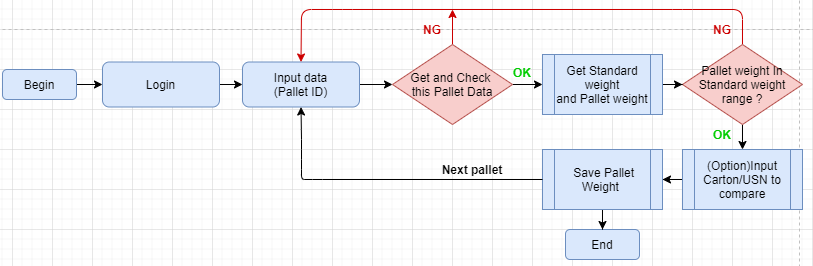 NG
NG
Begin
Login
Input data
(Pallet ID)
Get and Check
this Pallet Data
OK
Get Standard
weight
and Pallet weight
Pallet weight In
Standard weight
range ?
OK
Next pallet
Save Pallet
Weight
(Option)Input
Carton/USN to
compare
End